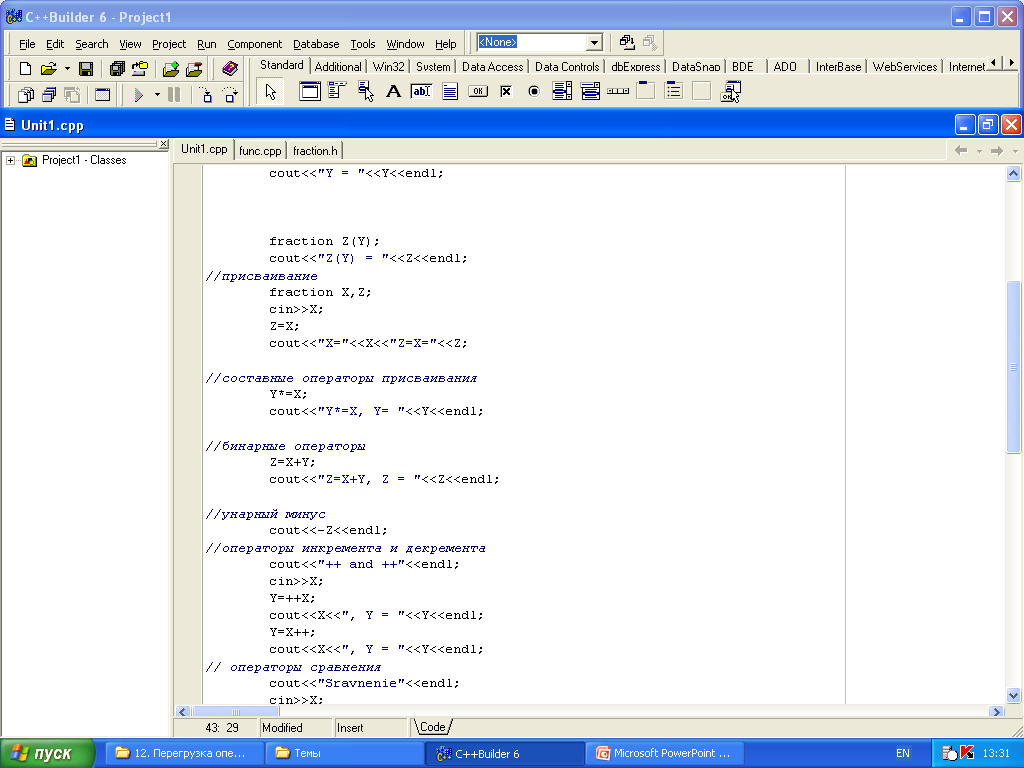 C++Builder 6 - Project1
File Edit Search View Project Run Component Database Tools Window Help
<None>
Standard Additional Win32 System Data Access Data Controls dbExpress DataSnap BDE ADO InterBase WebServices Internet
Unit1.cpp
Project1 - Classes
Unit1.cpp func.cpp fraction.h
cout<<"Y = "<<Y<<endl;
fraction Z(Y);
cout<<"Z(Y) = "<<Z<<endl;
//присваивание
fraction X,Z;
cin>>X;
Z=X;
cout<<"X="<<X<<"Z=X="<<Z;
//составные операторы присваивания
Y*=X;
cout<<"Y*=X, Y= "<<Y<<endl;
//бинарные операторы
Z=X+Y;
cout<<"Z=X+Y, Z = "<<Z<<endl;
//унарный минус
cout<<-Z<<endl;
//операторы инкремента и декремента
cout<<"++ and ++"<<endl;
cin>>X;
Y=++X;
cout<<X<<", Y = "<<Y<<endl;
Y=X++;
cout<<X<<", Y = "<<Y<<endl;
// операторы сравнения
cout<<"Sravnenie"<<endl;
cin>>X;
43: 29 Modified Insert Code
пуск 12. Перегрузка опе... Темы C++Builder 6 Microsoft PowerPoint ... EN 13:31